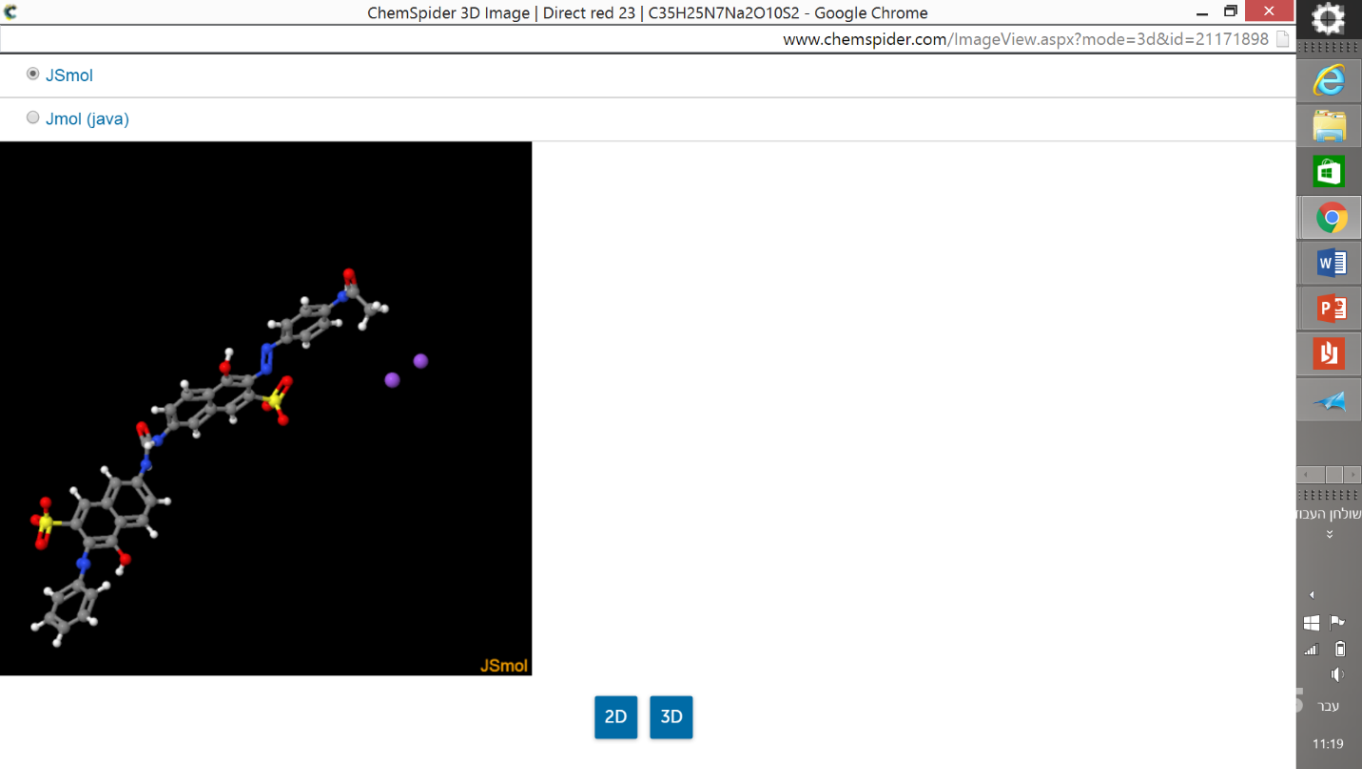 ChemSpider 3D Image | Direct red 23 | C35H25N7Na2O10S2 - Google Chrome
www.chemspider.com/ImageView.aspx?mode=3d&id=21171898
JSmol
Jmol (java)
JSmol
2D 3D
W
P
שולחן העבוד
עבר
11:19